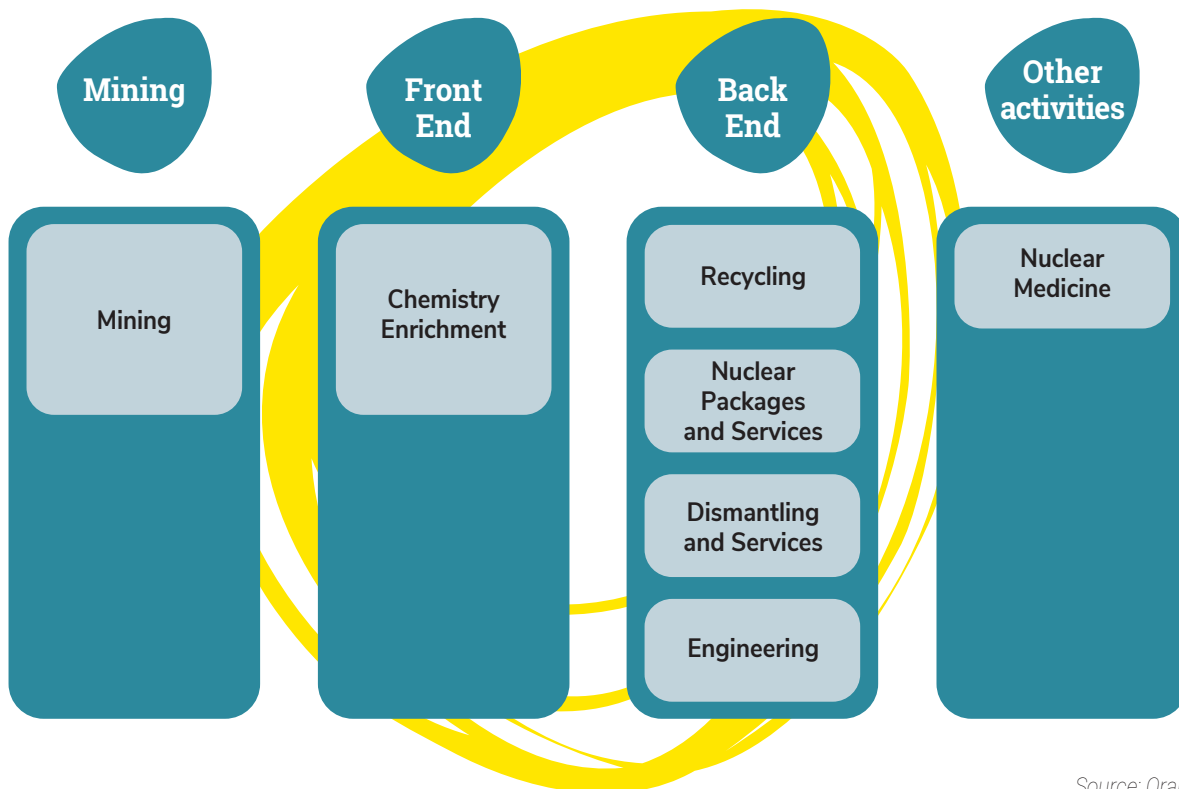 Mining
Front
End
Back
End
Other
activities
Mining
Chemistry
Enrichment
Recycling
Nuclear
Packages
and Services
Dismantling
and Services
Engineering
Nuclear
Medicine
Source: